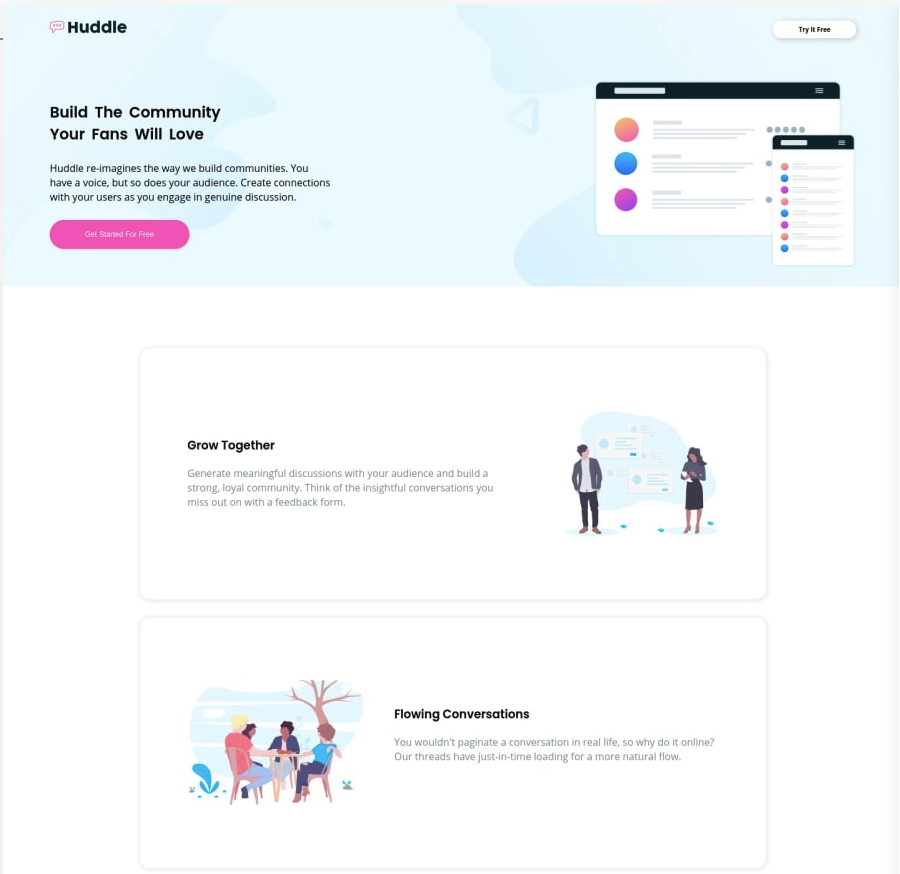 Huddle
Try It Free
Build The Community
Your Fans Will Love
Huddle re-imagines the way we build communities. You
have a voice, but so does your audience. Create connections
with your users as you engage in genuine discussion.
Get Started For Free
Grow Together
Generate meaningful discussions with your audience and build a
strong, loyal community. Think of the insightful conversations you
miss out on with a feedback form.
Flowing Conversations
You wouldn't paginate a conversation in real life, so why do it online?
Our threads have just-in-time loading for a more natural flow.